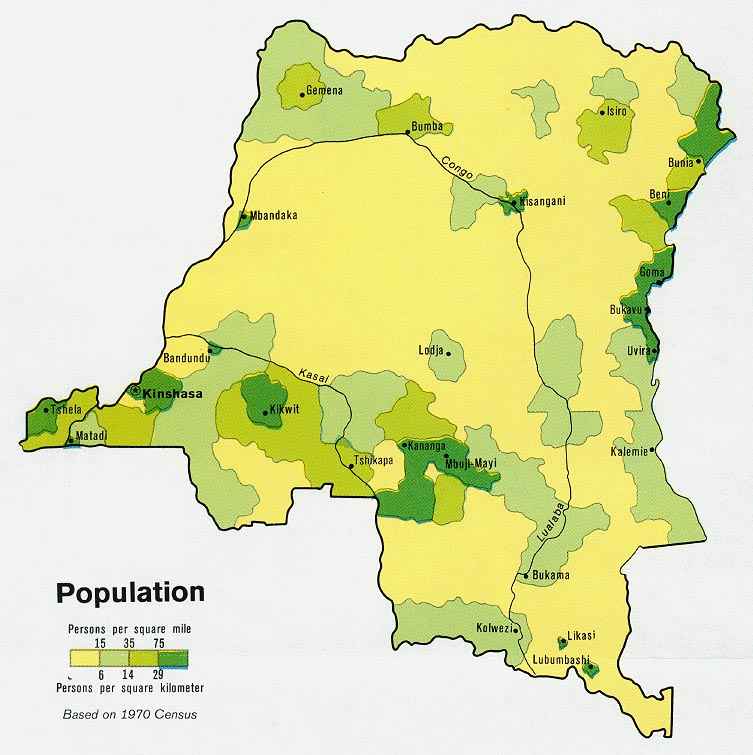 Gemena
Isiro
Bumba
Congo
Bunia
Beni
Kisangani
Mbandaka
Goma
Bukavu
Lodja
Uvira
Bandundu
Kasai
Kinshasa
Tshela
Kikwit
Matadi
Kananga
Kalemie
Tshikapa
Mbuji-Mayi
Lualaba
Bukama
Kolwezi
Likasi
Lubumbashi
Population
Persons per square mile
15 35 75
6 14 29
Persons per square kilometer
Based on 1970 Census